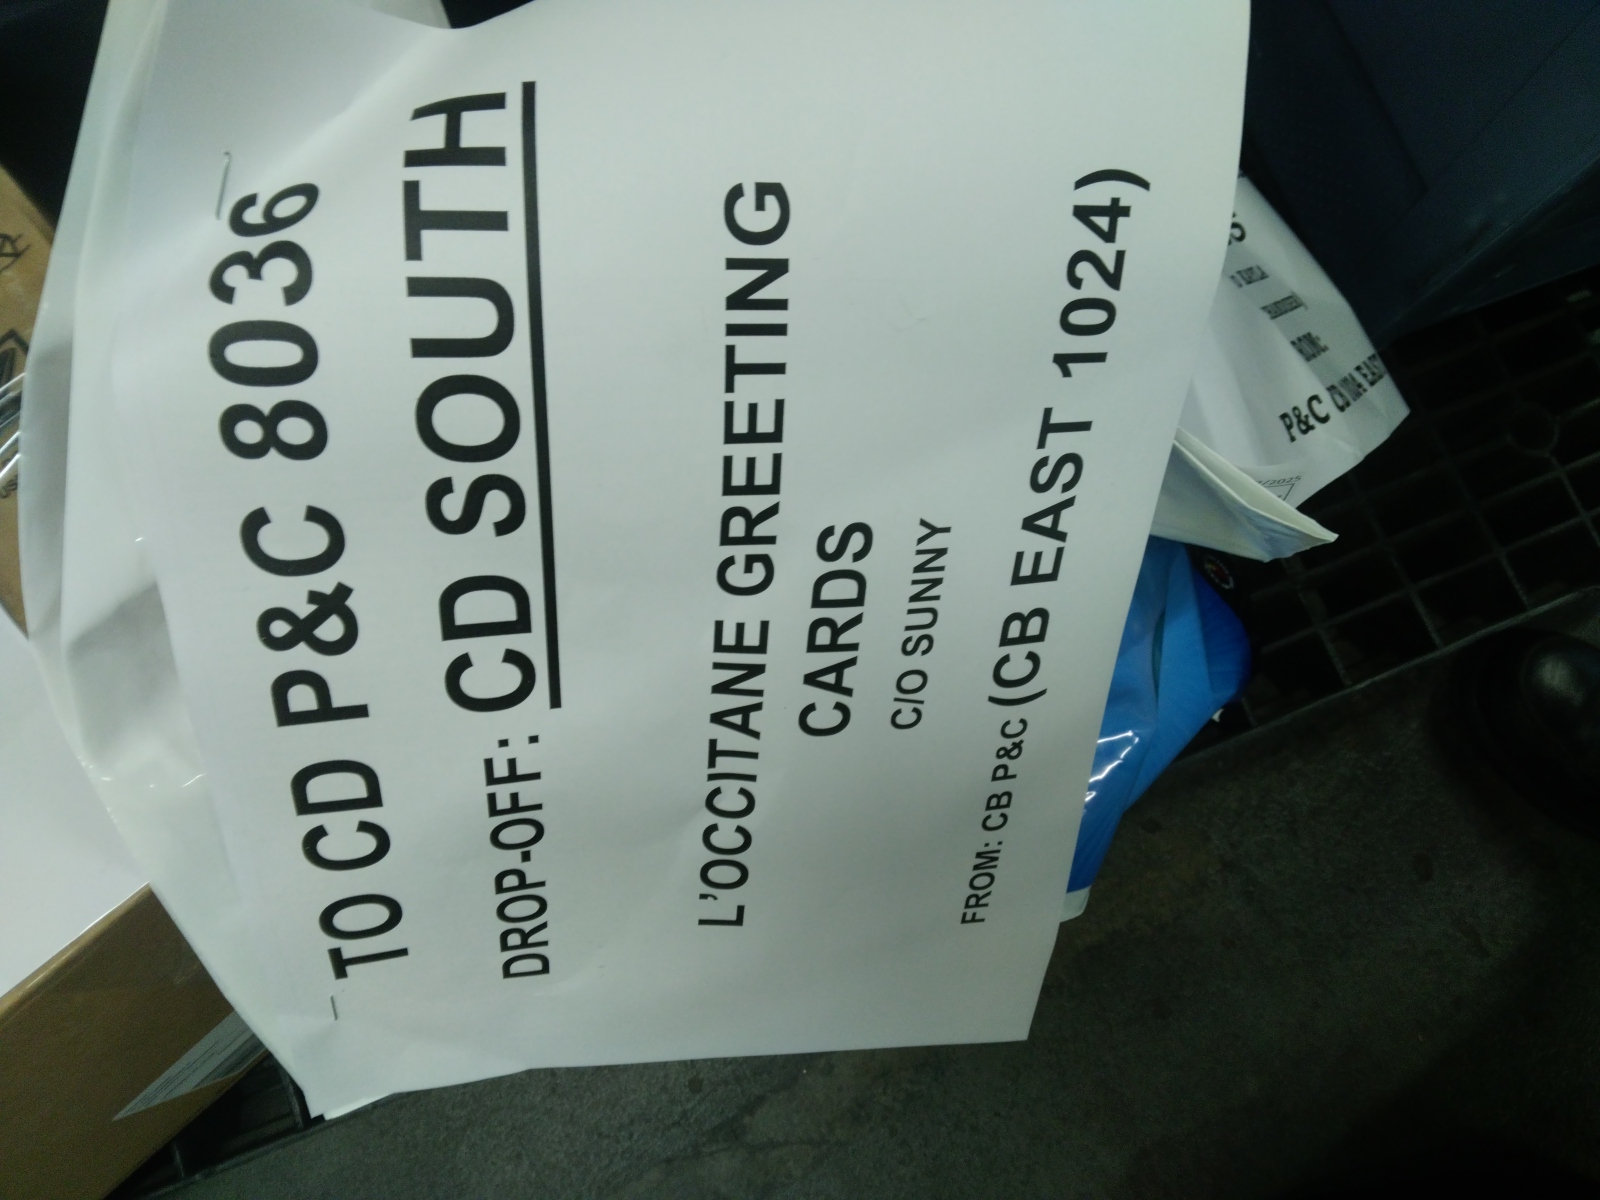 TO CD P&C 8036
DROP-OFF: CD SOUTH
L'OCCITANE GREETING
CARDS
C/O SUNNY
FROM: CB P&C (CB EAST 1024)
P&C